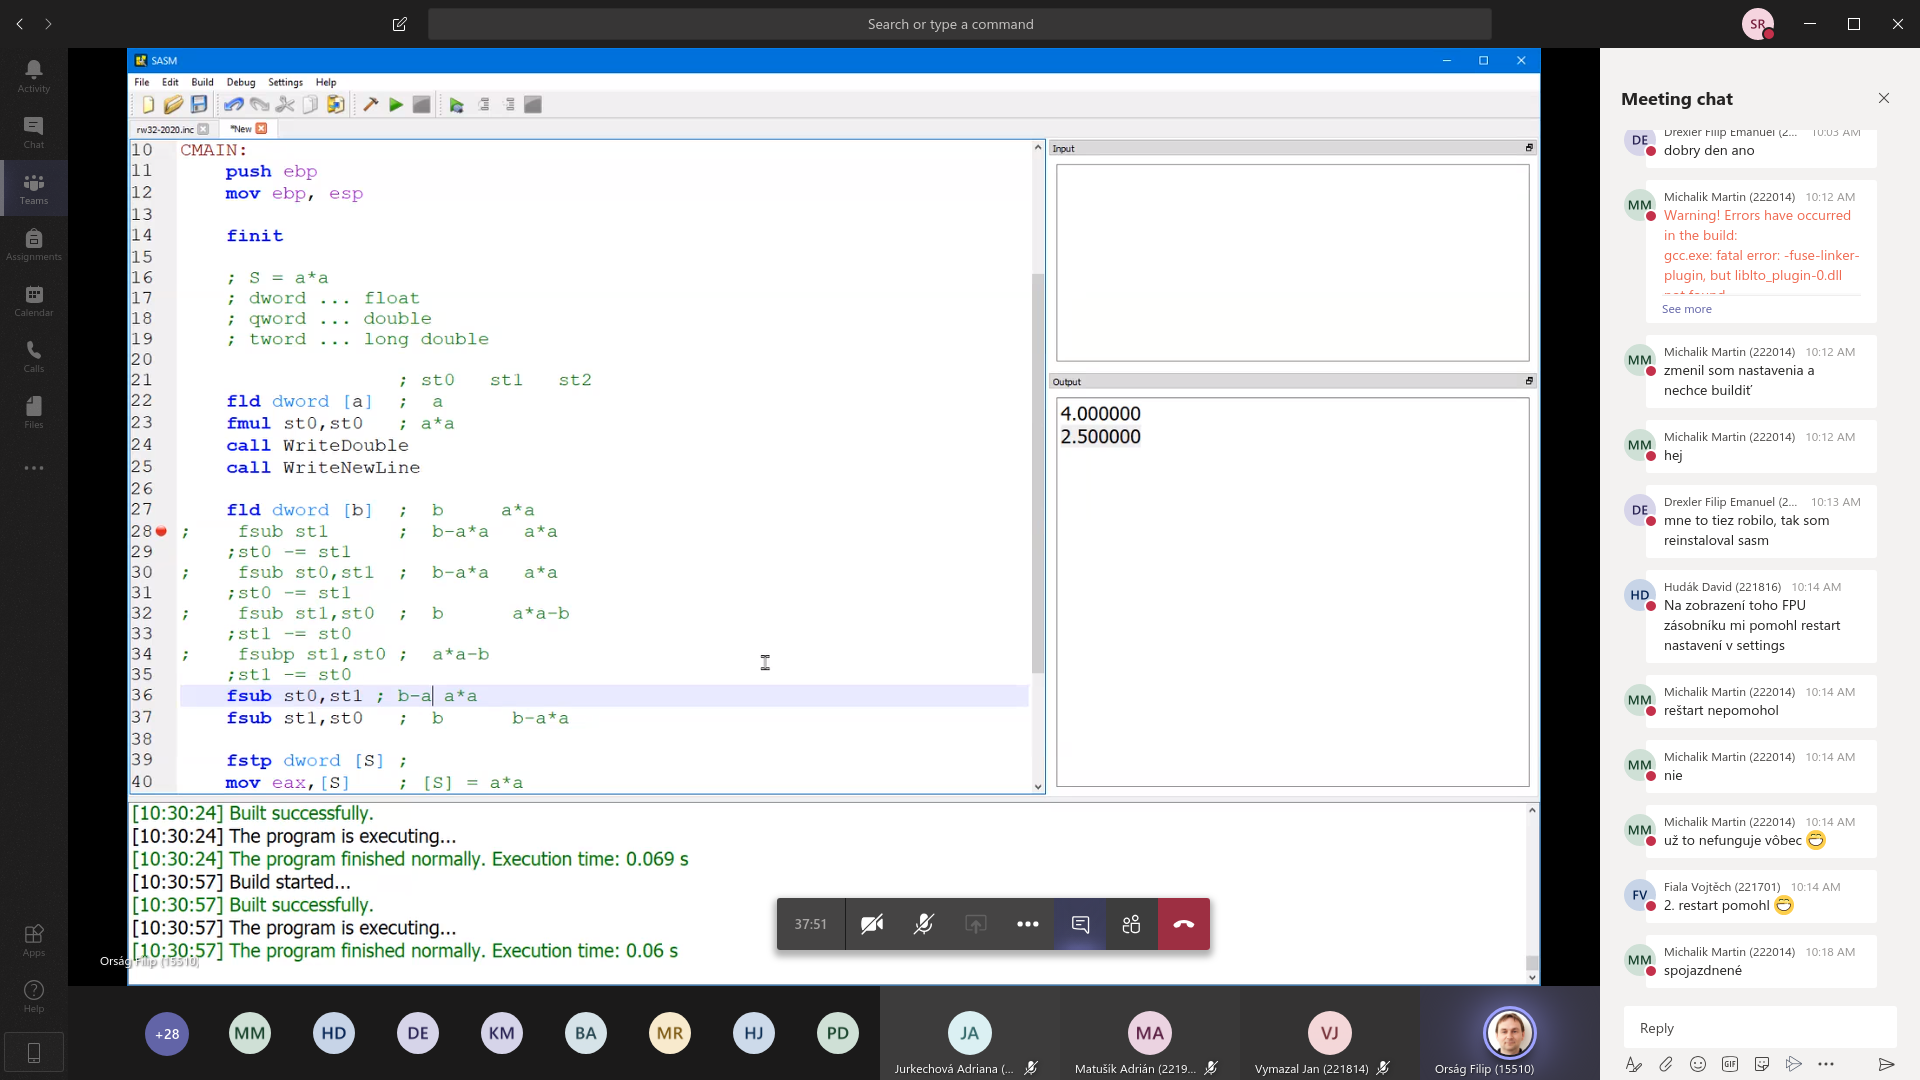 Search or type a command
SR
Activity
Chat
Teams
Assignments
Calendar
Calls
Files
Apps
Help
SASM
File Edit Build Debug Settings Help
rw32-2020.inc *New
10 CMAIN:
11 push ebp
12 mov ebp, esp
13
14 finit
15
16 ; S = a*a
17 ; dword ... float
18 ; qword ... double
19 ; tword ... long double
20
21 ; st0 st1 st2
22 fld dword [a] ; a
23 fmul st0,st0 ; a*a
24 call WriteDouble
25 call WriteNewLine
26
27 fld dword [b] ; b a*a
28 ; fsub st1 ; b-a*a a*a
29 ;st0 -= st1
30 ; fsub st0,st1 ; b-a*a a*a
31 ;st0 -= st1
32 ; fsub st1,st0 ; b a*a-b
33 ;st1 -= st0
34 ; fsubp st1,st0 ; a*a-b
35 ;st1 -= st0
36 fsub st0,st1 ; b-a a*a
37 fsub st1,st0 ; b b-a*a
38
39 fstp dword [S] ;
40 mov eax,[S] ; [S] = a*a
Input
Output
4.000000
2.500000
[10:30:24] Built successfully.
[10:30:24] The program is executing...
[10:30:24] The program finished normally. Execution time: 0.069 s
[10:30:57] Build started...
[10:30:57] Built successfully.
[10:30:57] The program is executing...
[10:30:57] The program finished normally. Execution time: 0.06 s
Orság Filip (15510)
37:51
+28
MM
HD
DE
KM
BA
MR
HJ
PD
JA
Jurkechová Adriana (...
MA
Matušík Adrián (2219...
VJ
Vymazal Jan (221814)
Orság Filip (15510)
Meeting chat
DE
Drexler Filip Emanuel (2... 10:03 AM
dobry den ano
MM
Michalik Martin (222014) 10:12 AM
Warning! Errors have occurred
in the build:
gcc.exe: fatal error: -fuse-linker-
plugin, but liblto_plugin-0.dll
not found
See more
MM
Michalik Martin (222014) 10:12 AM
zmenil som nastavenia a
nechce buildiť
MM
Michalik Martin (222014) 10:12 AM
hej
DE
Drexler Filip Emanuel (2... 10:13 AM
mne to tiez robilo, tak som
reinstaloval sasm
HD
Hudák David (221816) 10:14 AM
Na zobrazení toho FPU
zásobníku mi pomohl restart
nastavení v settings
MM
Michalik Martin (222014) 10:14 AM
reštart nepomohol
MM
Michalik Martin (222014) 10:14 AM
nie
MM
Michalik Martin (222014) 10:14 AM
už to nefunguje vôbec
FV
Fiala Vojtěch (221701) 10:14 AM
2. restart pomohl
MM
Michalik Martin (222014) 10:18 AM
spojazdnené
Reply
GIF